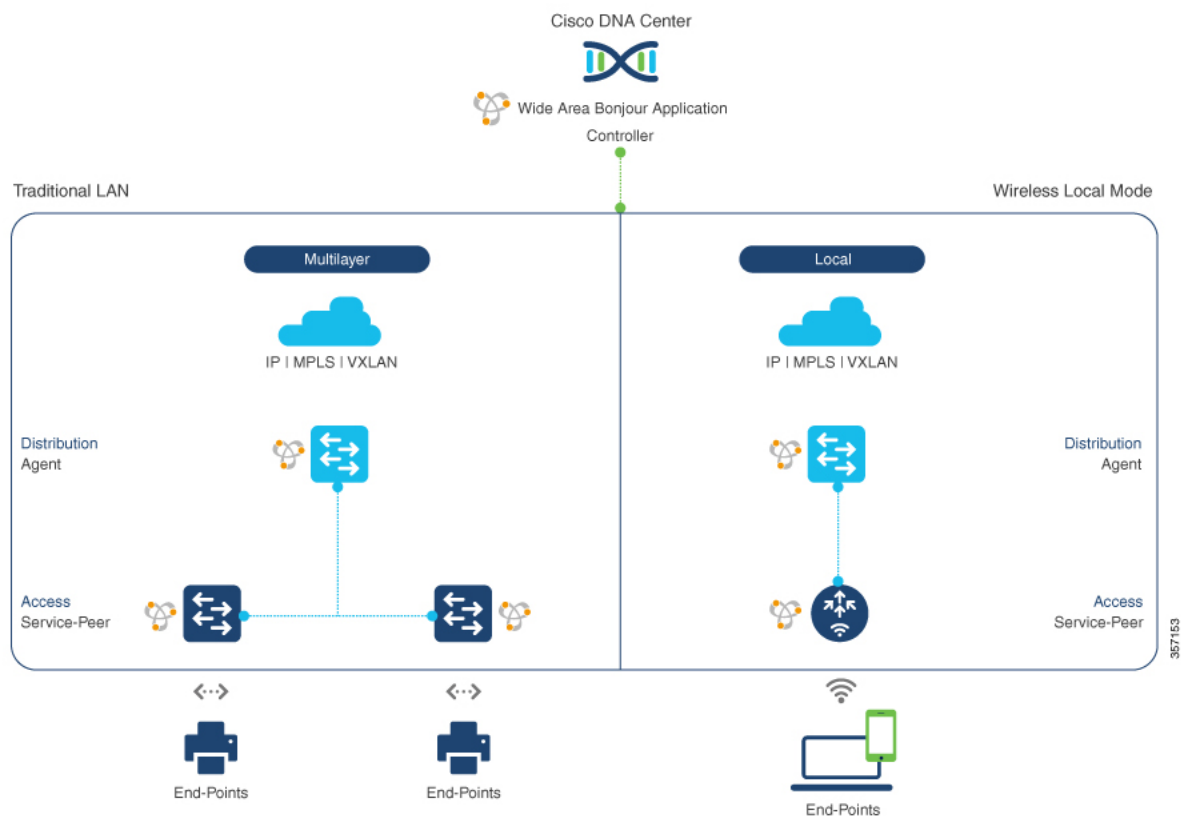 Cisco DNA Center
Wide Area Bonjour Application
Controller
Traditional LAN
Wireless Local Mode
Multilayer
Local
IP | MPLS | VXLAN
IP | MPLS | VXLAN
Distribution
Agent
Distribution
Agent
Access
Service-Peer
Access
Service-Peer
357153
End-Points
End-Points
End-Points